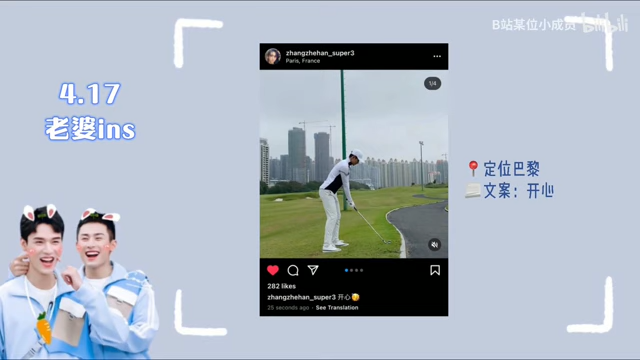 B站某位小成员 bilibili
4.17
老婆ins
zhangzhehan_super3
Paris, France
1/4
📍定位巴黎
文案：开心
282 likes
zhangzhehan_super3 开心
25 seconds ago · See Translation